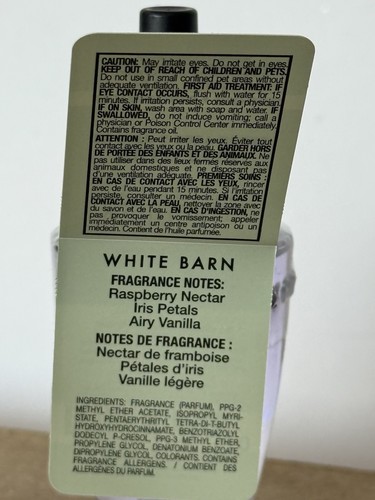 CAUTION: May irritate eyes. Do not get in eyes.
KEEP OUT OF REACH OF CHILDREN AND PETS.
Do not use in small confined pet areas without
adequate ventilation. FIRST AID TREATMENT: IF
EYE CONTACT OCCURS, flush with water for 15
minutes. If irritation persists, consult a physician.
IF ON SKIN, wash area with soap and water. IF
SWALLOWED, do not induce vomiting; call a
physician or Poison Control Center immediately.
Contains fragrance oil.
ATTENTION : Peut irriter les yeux. Éviter tout
contact avec les yeux ou la peau. GARDER HORS
DE PORTÉE DES ENFANTS ET DES ANIMAUX. Ne
pas utiliser dans des lieux fermés réservés aux
animaux domestiques et ne disposant pas
d'une ventilation adéquate. PREMIERS SOINS :
EN CAS DE CONTACT AVEC LES YEUX, rincer
avec de l'eau pendant 15 minutes. Si l'irritation
persiste, consulter un médecin. EN CAS DE
CONTACT AVEC LA PEAU, nettoyer la zone avec
du savon et de l'eau. EN CAS D'INGESTION, ne
pas provoquer le vomissement; appeler
immédiatement un centre antipoison ou un
médecin. Contient de l'huile parfumée.
WHITE BARN
FRAGRANCE NOTES:
Raspberry Nectar
Iris Petals
Airy Vanilla
NOTES DE FRAGRANCE :
Nectar de framboise
Pétales d'iris
Vanille légère
INGREDIENTS: FRAGRANCE (PARFUM), PPG-2
METHYL ETHER ACETATE, ISOPROPYL MYRI-
STATE, PENTAERYTHRITYL TETRA-DI-T-BUTYL
HYDROXYHYDROCINNAMATE, BENZOTRIAZOLYL
DODECYL P-CRESOL, PPG-3 METHYL ETHER,
PROPYLENE GLYCOL, DENATONIUM BENZOATE,
DIPROPYLENE GLYCOL, COLORANTS. CONTAINS
FRAGRANCE ALLERGENS. / CONTIENT DES
ALLERGÈNES DU PARFUM.